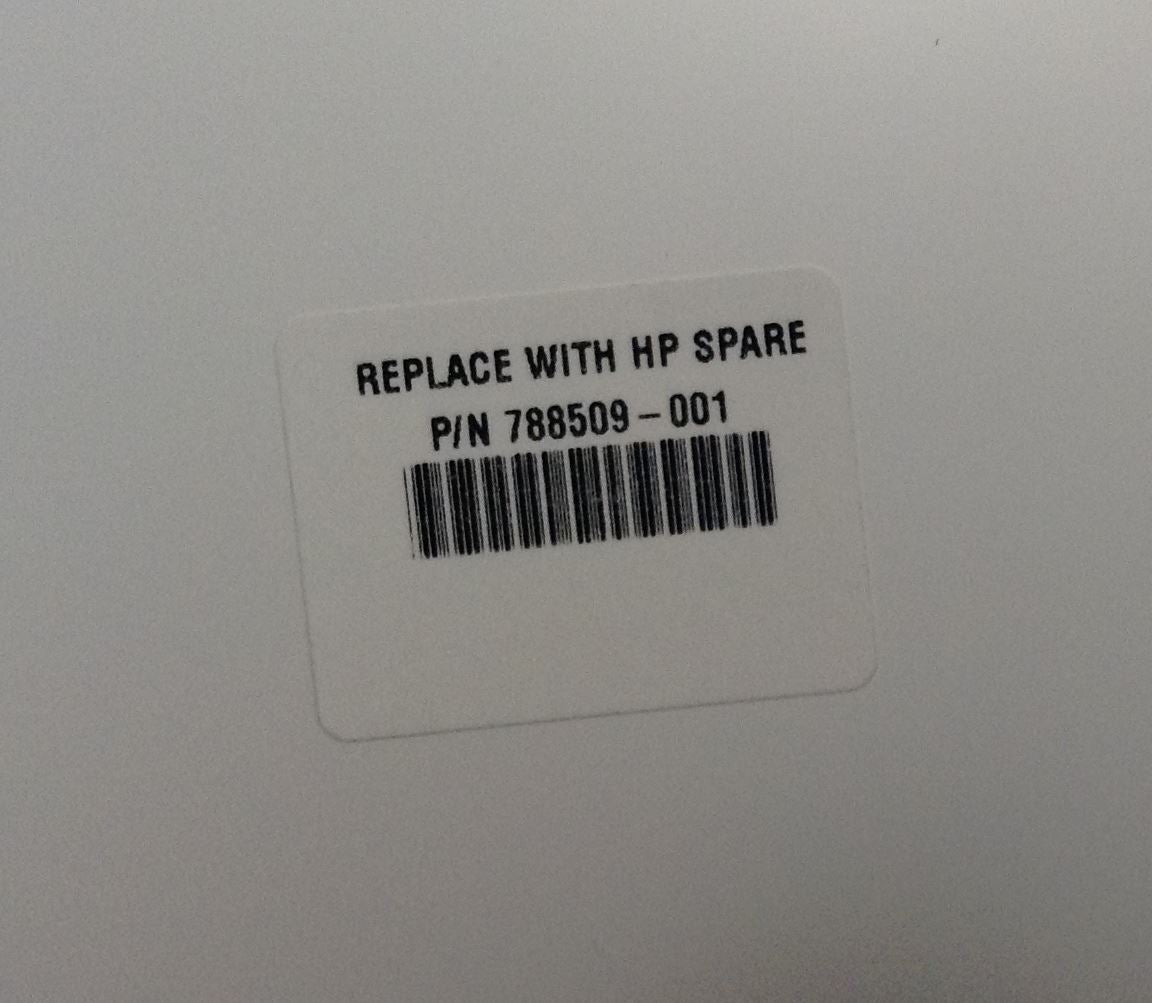 REPLACE WITH HP SPARE
P/N 788509-001